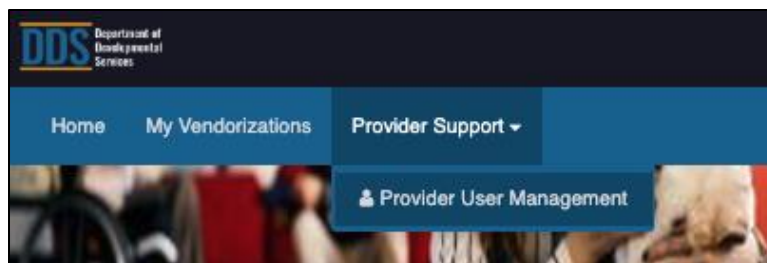 DDS
Department of
Developmental
Services
Home My Vendorizations Provider Support
Provider User Management